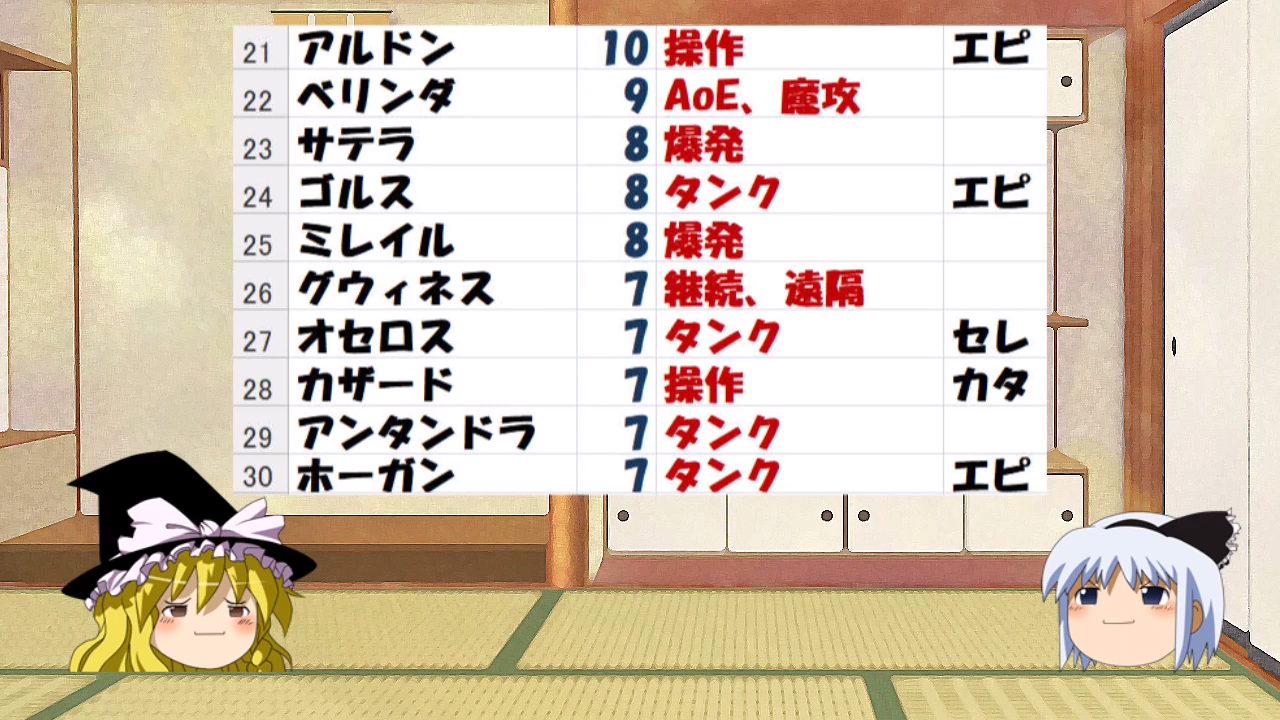 21 アルドン 10 操作 エピ
22 ベリンダ 9 AoE、魔攻
23 サテラ 8 爆発
24 ゴルス 8 タンク エピ
25 ミレイル 8 爆発
26 グウィネス 7 継続、遠隔
27 オセロス 7 タンク セレ
28 カザード 7 操作 カタ
29 アンタンドラ 7 タンク
30 ホーガン 7 タンク エピ